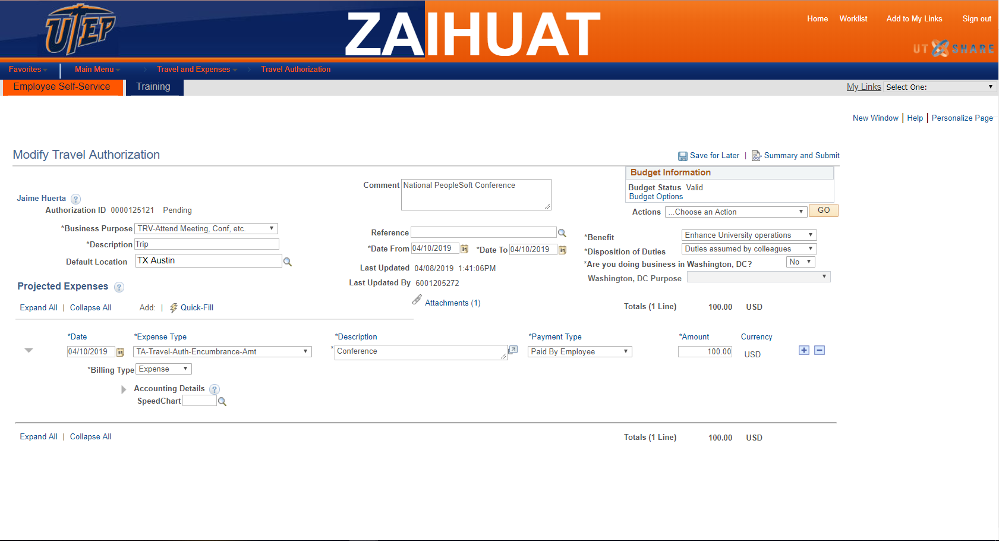 UTEP
ZAIHUAT
Home Worklist Add to My Links Sign out
UT SHARE
Favorites Main Menu Travel and Expenses Travel Authorization
Employee Self-Service Training My Links Select One:
New Window | Help | Personalize Page
Modify Travel Authorization Save for Later | Summary and Submit
Budget Information
Comment National PeopleSoft Conference
Budget Status Valid
Budget Options
Jaime Huerta ?
Authorization ID 0000125121 Pending
Actions ...Choose an Action GO
*Business Purpose TRV-Attend Meeting, Conf, etc.
Reference
*Benefit Enhance University operations
*Description Trip
*Date From 04/10/2019 31 *Date To 04/10/2019 31
*Disposition of Duties Duties assumed by colleagues
Default Location TX Austin
*Are you doing business in Washington, DC? No
Last Updated 04/08/2019 1:41:06PM
Washington, DC Purpose
Last Updated By 6001205272
Projected Expenses ?
Attachments (1)
Expand All | Collapse All Add: | Quick-Fill
Totals (1 Line) 100.00 USD
*Date *Expense Type *Description *Payment Type *Amount Currency
04/10/2019 31 TA-Travel-Auth-Encumbrance-Amt * Conference Paid By Employee 100.00 USD + −
*Billing Type Expense
Accounting Details ?
SpeedChart
Expand All | Collapse All Totals (1 Line) 100.00 USD